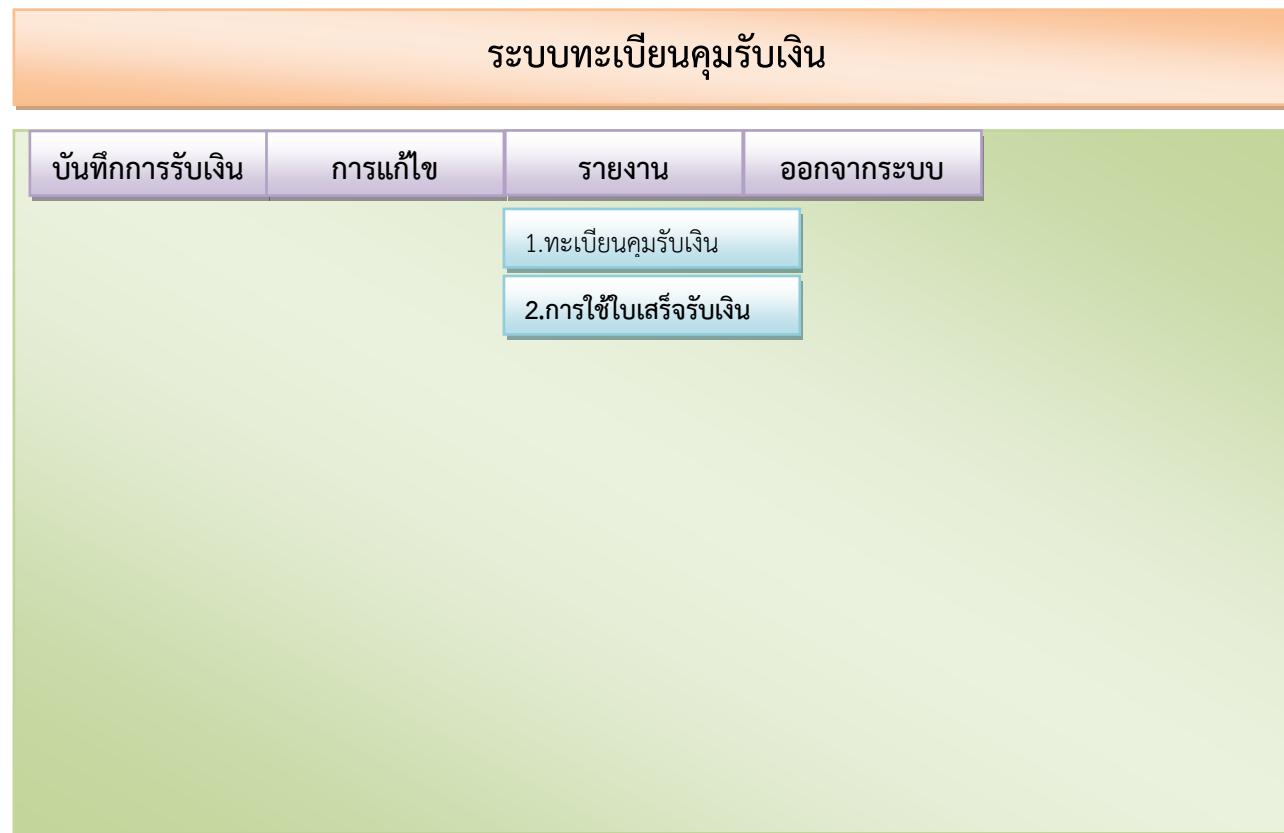 ระบบทะเบียนคุมรับเงิน
บันทึกการรับเงิน การแก้ไข รายงาน ออกจากระบบ
1.ทะเบียนคุมรับเงิน
2.การใช้ใบเสร็จรับเงิน